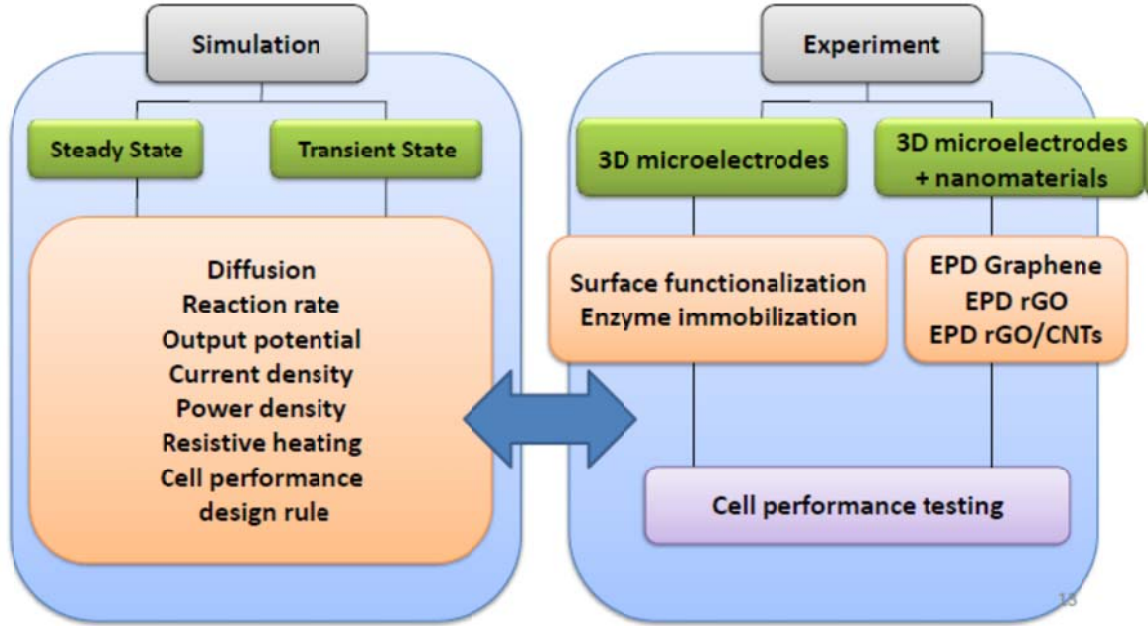 Simulation
Steady State
Transient State
Diffusion
Reaction rate
Output potential
Current density
Power density
Resistive heating
Cell performance
design rule
Experiment
3D microelectrodes
3D microelectrodes
+ nanomaterials
Surface functionalization
Enzyme immobilization
EPD Graphene
EPD rGO
EPD rGO/CNTs
Cell performance testing
13